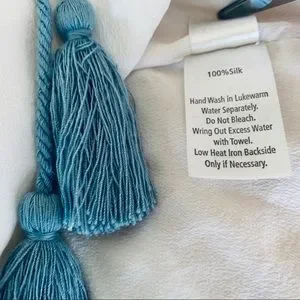 100%Silk
Hand Wash in Lukewarm
Water Separately.
Do Not Bleach.
Wring Out Excess Water
with Towel.
Low Heat Iron Backside
Only if Necessary.